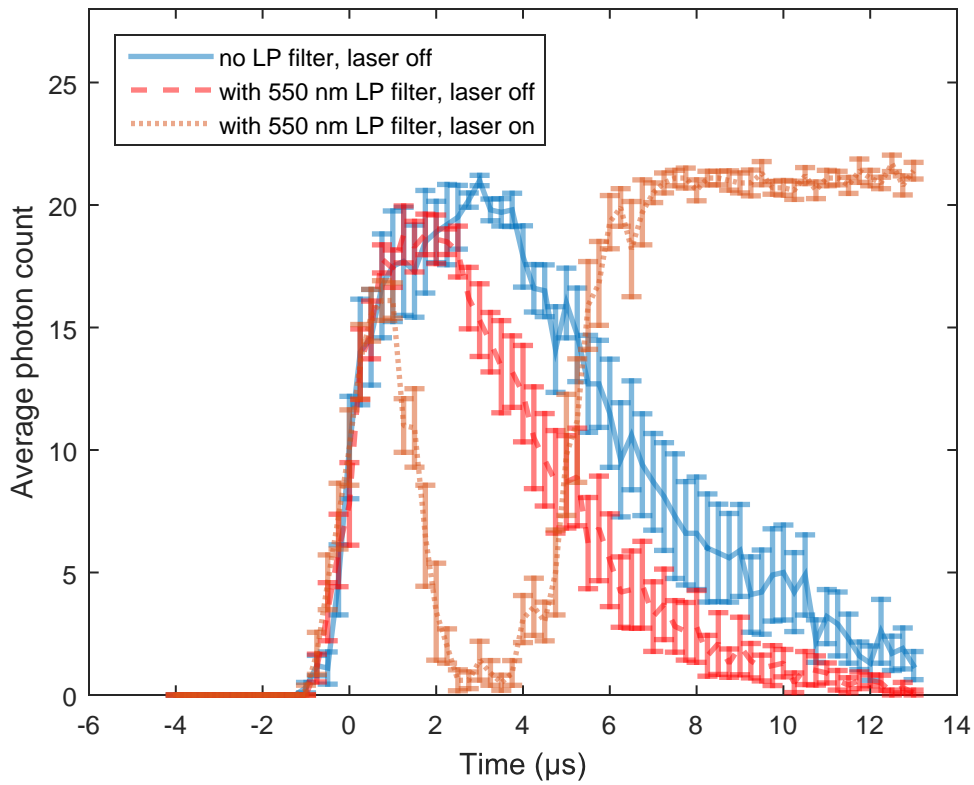 no LP filter, laser off
with 550 nm LP filter, laser off
with 550 nm LP filter, laser on
Average photon count
25
20
15
10
5
0
-6 -4 -2 0 2 4 6 8 10 12 14
Time (µs)